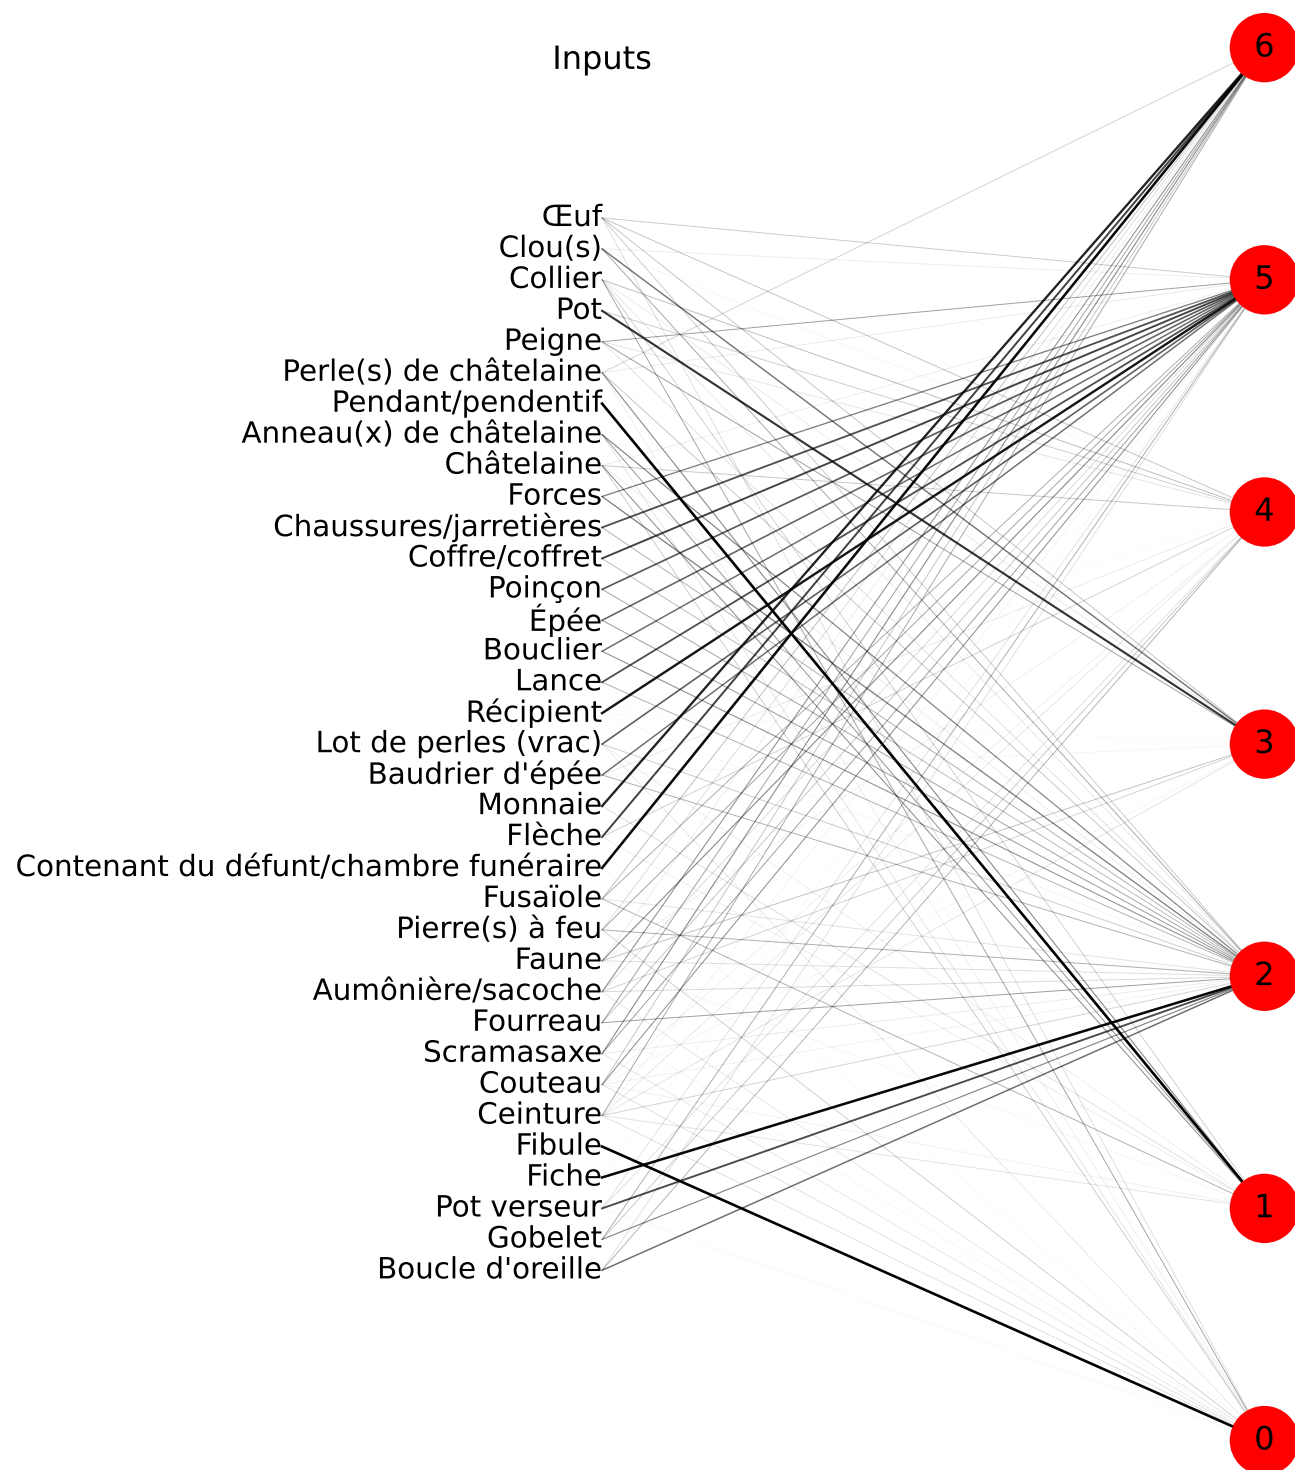 Inputs
Œuf
Clou(s)
Collier
Pot
Peigne
Perle(s) de châtelaine
Pendant/pendentif
Anneau(x) de châtelaine
Châtelaine
Forces
Chaussures/jarretières
Coffre/coffret
Poinçon
Épée
Bouclier
Lance
Récipient
Lot de perles (vrac)
Baudrier d'épée
Monnaie
Flèche
Contenant du défunt/chambre funéraire
Fusaïole
Pierre(s) à feu
Faune
Aumônière/sacoche
Fourreau
Scramasaxe
Couteau
Ceinture
Fibule
Fiche
Pot verseur
Gobelet
Boucle d'oreille
6
5
4
3
2
1
0